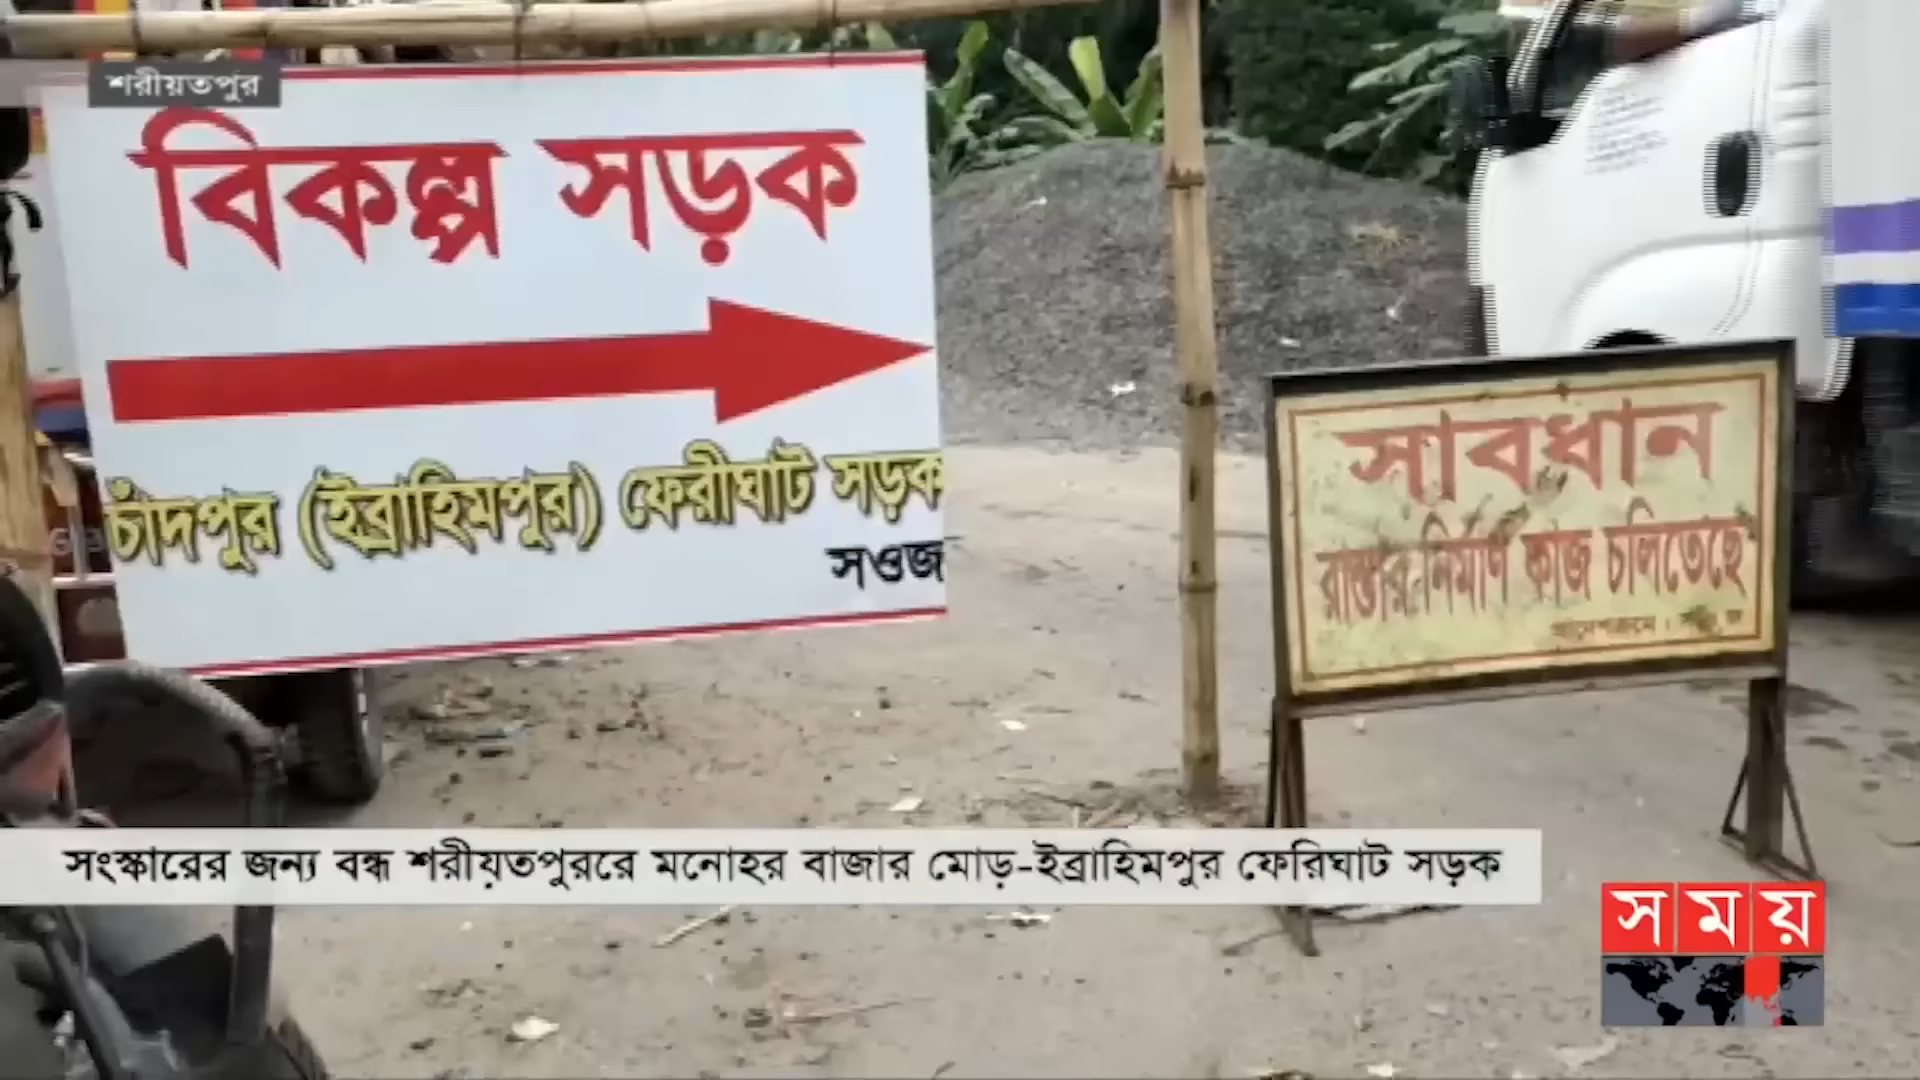 শরীয়তপুর
বিকল্প সড়ক
চাঁদপুর (ইব্রাহিমপুর) ফেরীঘাট সড়ক
সওজ
সাবধান
রাস্তার নির্মাণ কাজ চলিতেছে
সংস্কারের জন্য বন্ধ শরীয়তপুররে মনোহর বাজার মোড়-ইব্রাহিমপুর ফেরিঘাট সড়ক
সময়